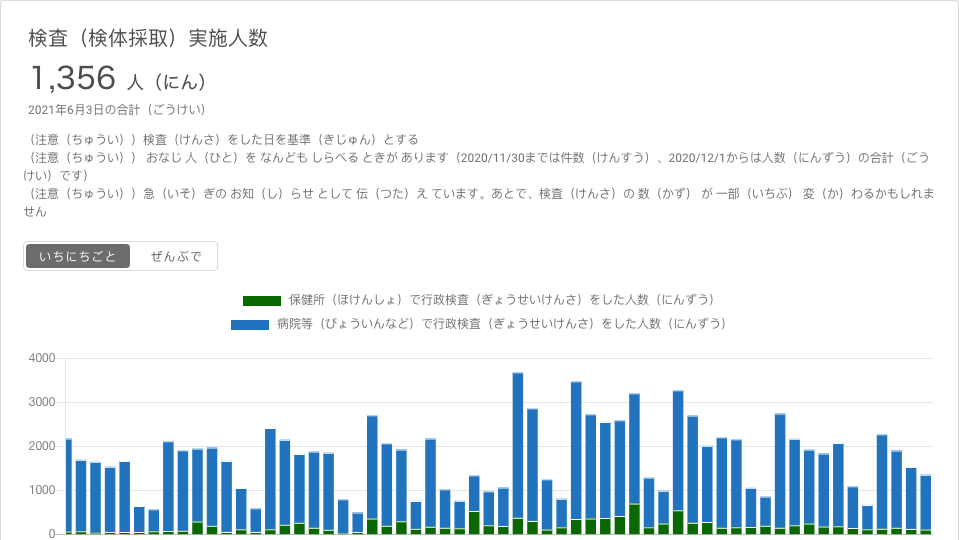 検査（検体採取）実施人数
1,356 人（にん）
2021年6月3日の合計（ごうけい）
（注意（ちゅうい））検査（けんさ）をした日を基準（きじゅん）とする
（注意（ちゅうい）） おなじ 人（ひと）を なんども しらべる ときが あります（2020/11/30までは件数（けんすう）、2020/12/1からは人数（にんずう）の合計（ごう
けい）です）
（注意（ちゅうい））急（いそ）ぎの お知（し）らせ として 伝（つた）え ています。あとで、検査（けんさ）の 数（かず） が 一部（いちぶ） 変（か）わるかもしれま
せん
いちにちごと ぜんぶで
保健所（ほけんしょ）で行政検査（ぎょうせいけんさ）をした人数（にんずう）
病院等（びょういんなど）で行政検査（ぎょうせいけんさ）をした人数（にんずう）
4000
3000
2000
1000
0